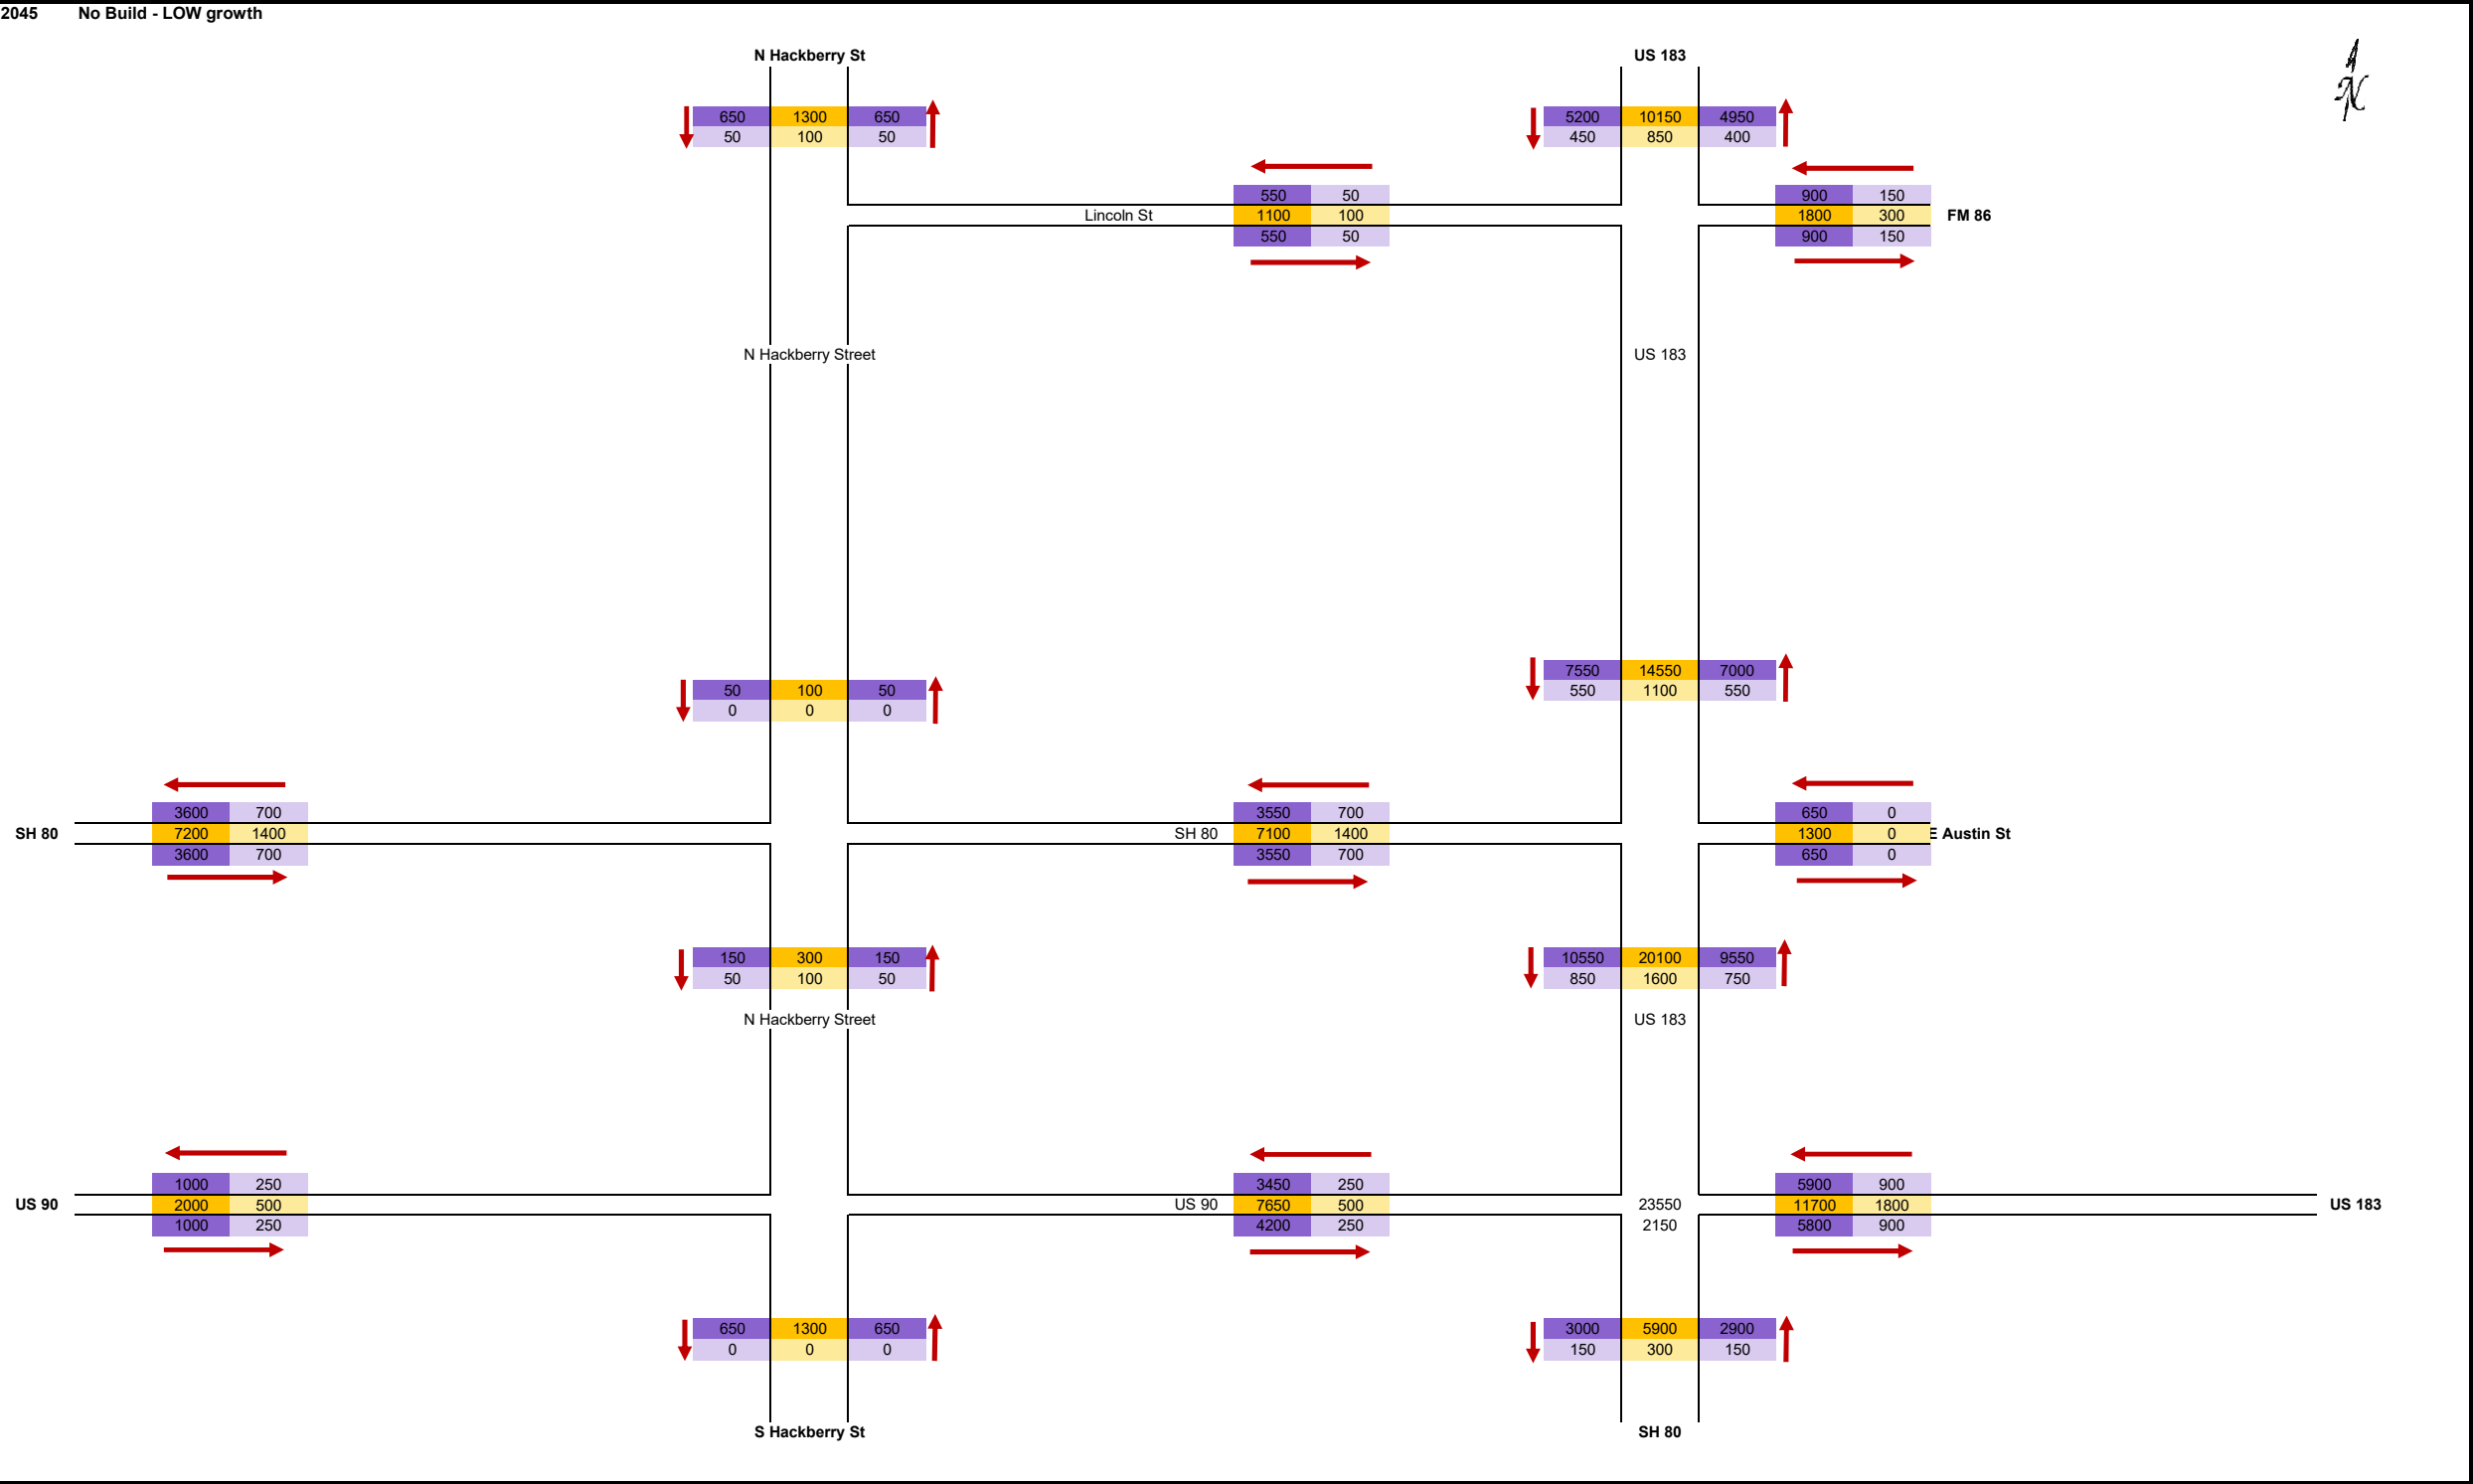 2045 No Build - LOW growth
N Hackberry St US 183
650 1300 650 5200 10150 4950
50 100 50 450 850 400
550 50 900 150
Lincoln St 1100 100 1800 300 FM 86
550 50 900 150
N Hackberry Street US 183
7550 14550 7000
50 100 50 550 1100 550
0 0 0
3600 700 3550 700 650 0
SH 80 7200 1400 SH 80 7100 1400 1300 0 E Austin St
3600 700 3550 700 650 0
150 300 150 10550 20100 9550
50 100 50 850 1600 750
N Hackberry Street US 183
1000 250 3450 250 5900 900
US 90 2000 500 US 90 7650 500 23550 11700 1800 US 183
1000 250 4200 250 2150 5800 900
650 1300 650 3000 5900 2900
0 0 0 150 300 150
S Hackberry St SH 80